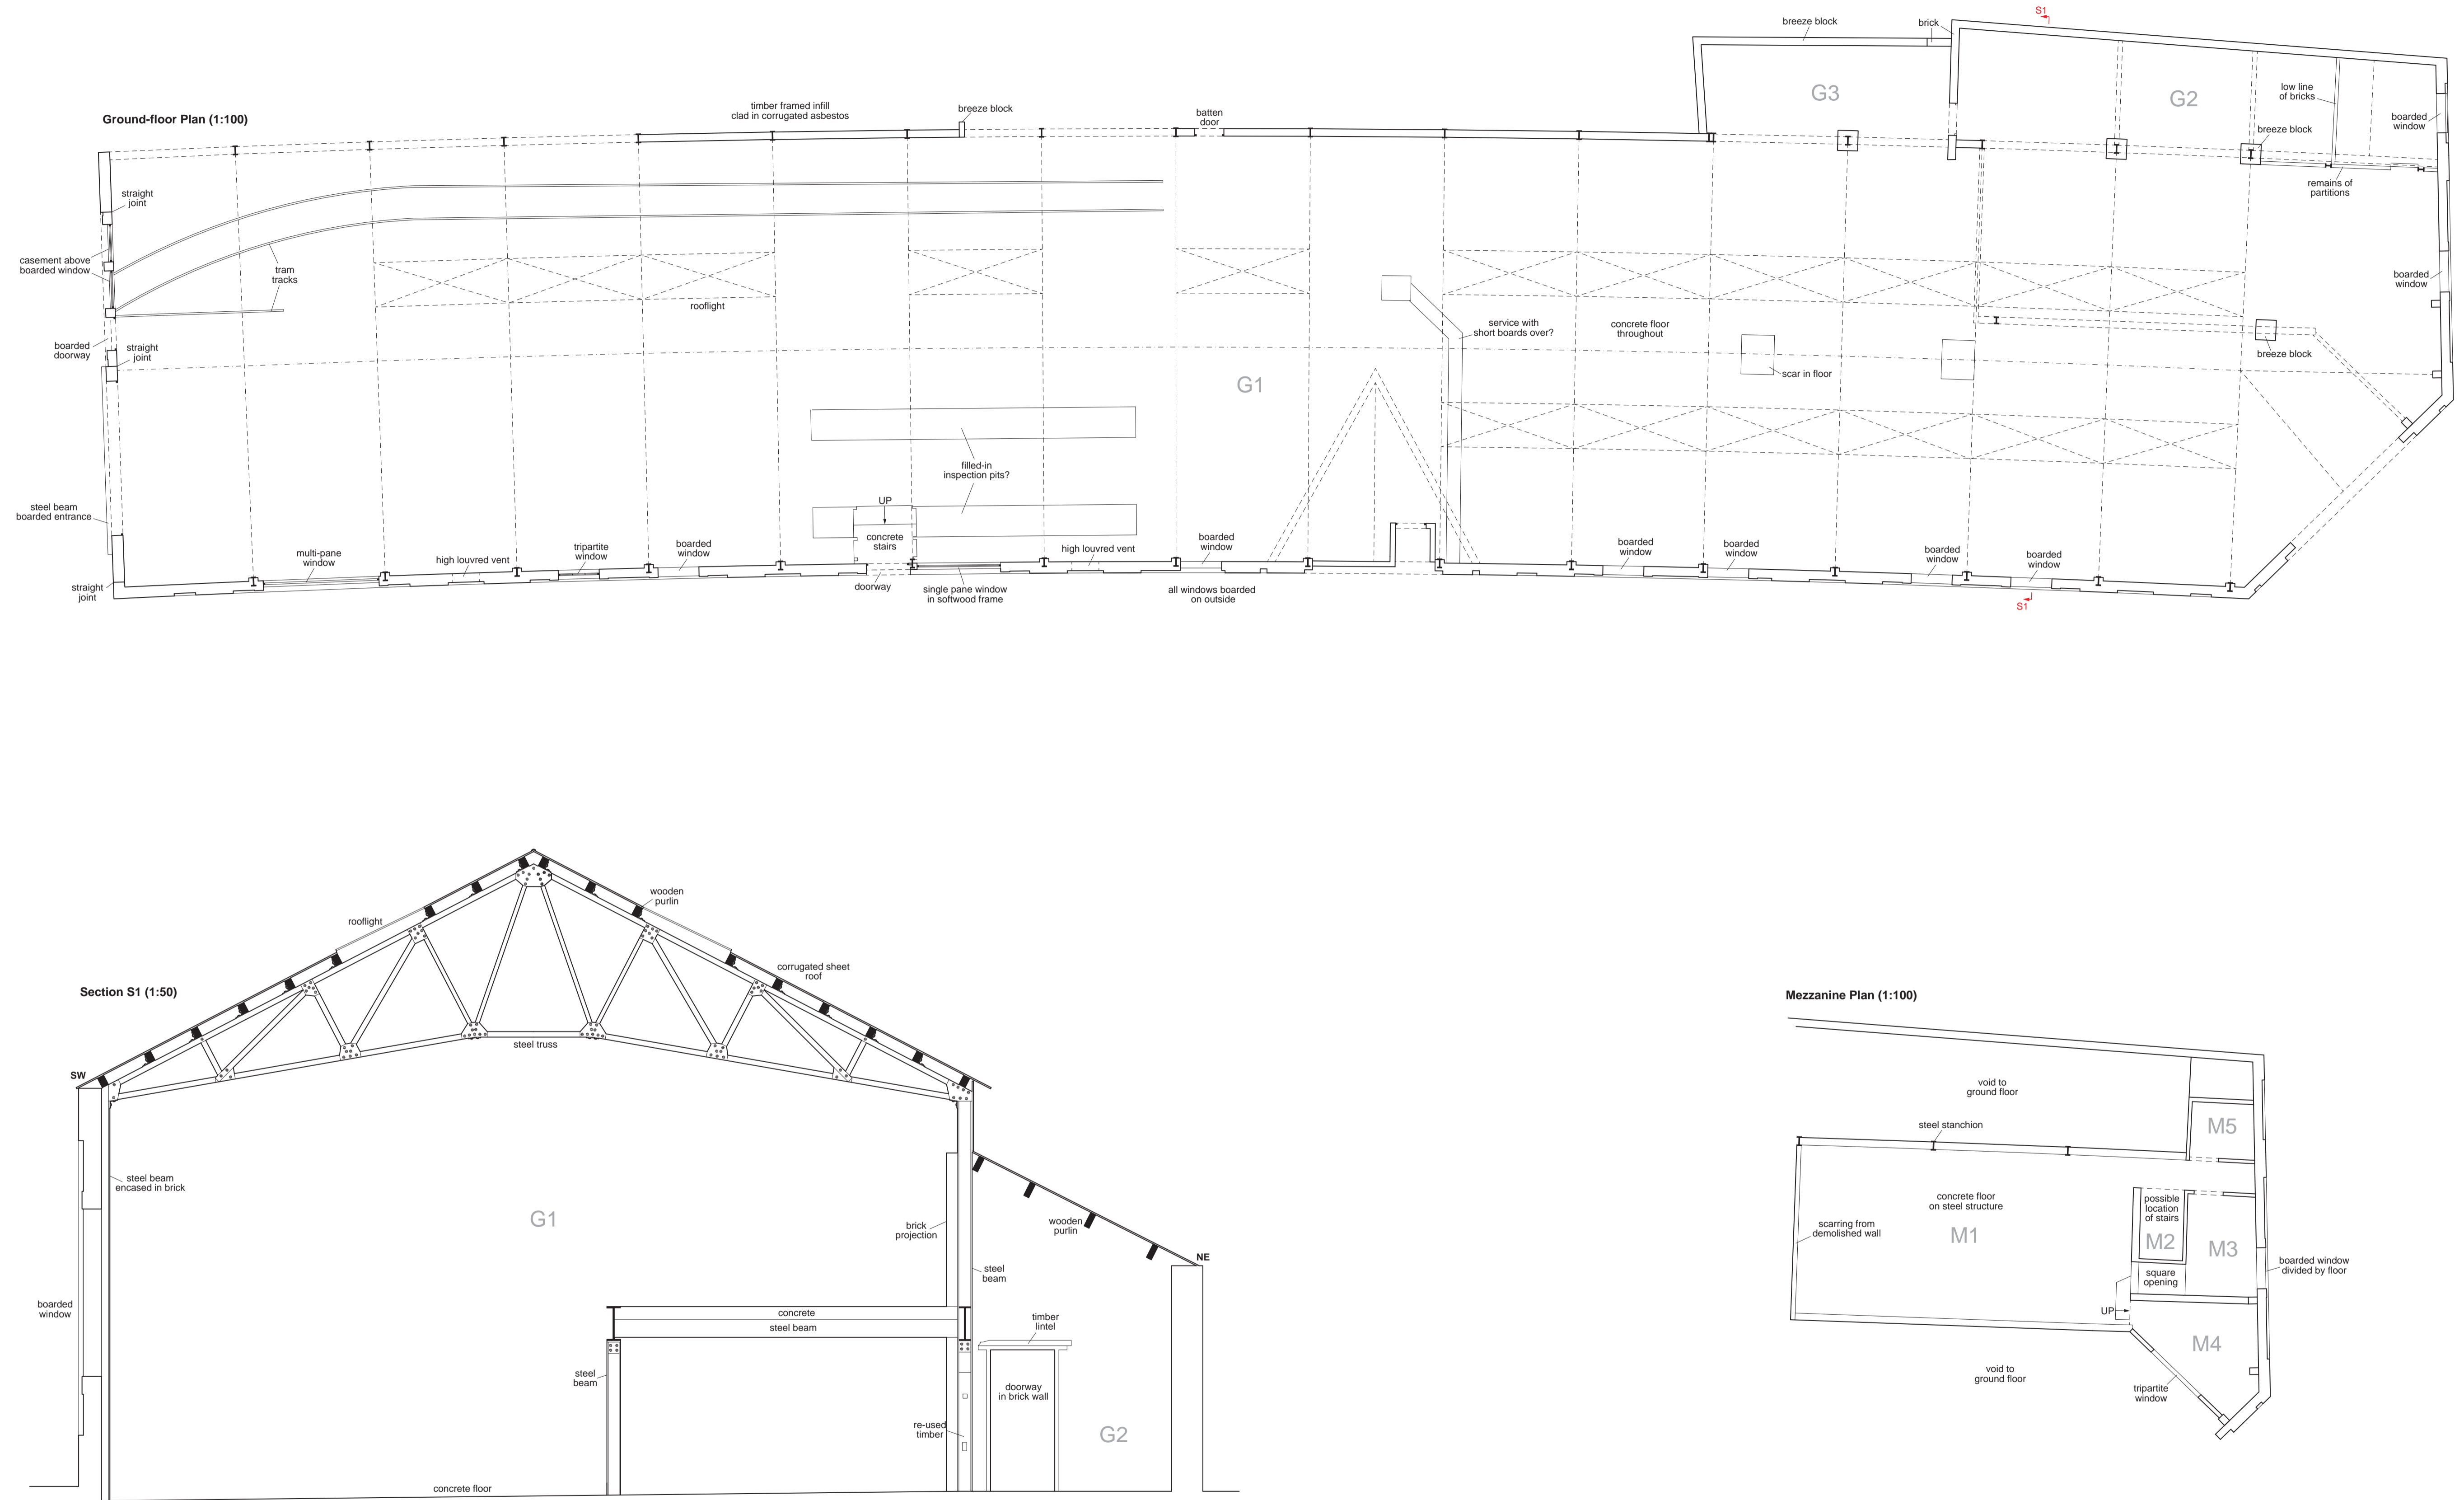 S1
breeze block
brick
G3
G2
low line
of bricks
boarded
window
breeze block
Ground-floor Plan (1:100)
timber framed infill
clad in corrugated asbestos
breeze block
batten
door
remains of
partitions
straight
joint
casement above
boarded window
tram
tracks
rooflight
boarded
doorway
straight
joint
service with
short boards over?
concrete floor
throughout
boarded
window
breeze block
scar in floor
G1
filled-in
inspection pits?
UP
concrete
stairs
steel beam
boarded entrance
multi-pane
window
high louvred vent
tripartite
window
boarded
window
high louvred vent
boarded
window
boarded
window
boarded
window
boarded
window
boarded
window
straight
joint
doorway
single pane window
in softwood frame
all windows boarded
on outside
S1
Section S1 (1:50)
rooflight
wooden
purlin
corrugated sheet
roof
steel truss
SW
steel beam
encased in brick
G1
brick
projection
wooden
purlin
NE
steel
beam
boarded
window
concrete
steel beam
timber
lintel
steel
beam
doorway
in brick wall
re-used
timber
G2
concrete floor
Mezzanine Plan (1:100)
void to
ground floor
M5
steel stanchion
concrete floor
on steel structure
possible
location
of stairs
scarring from
demolished wall
M1
M2
M3
square
opening
boarded window
divided by floor
UP
M4
void to
ground floor
tripartite
window